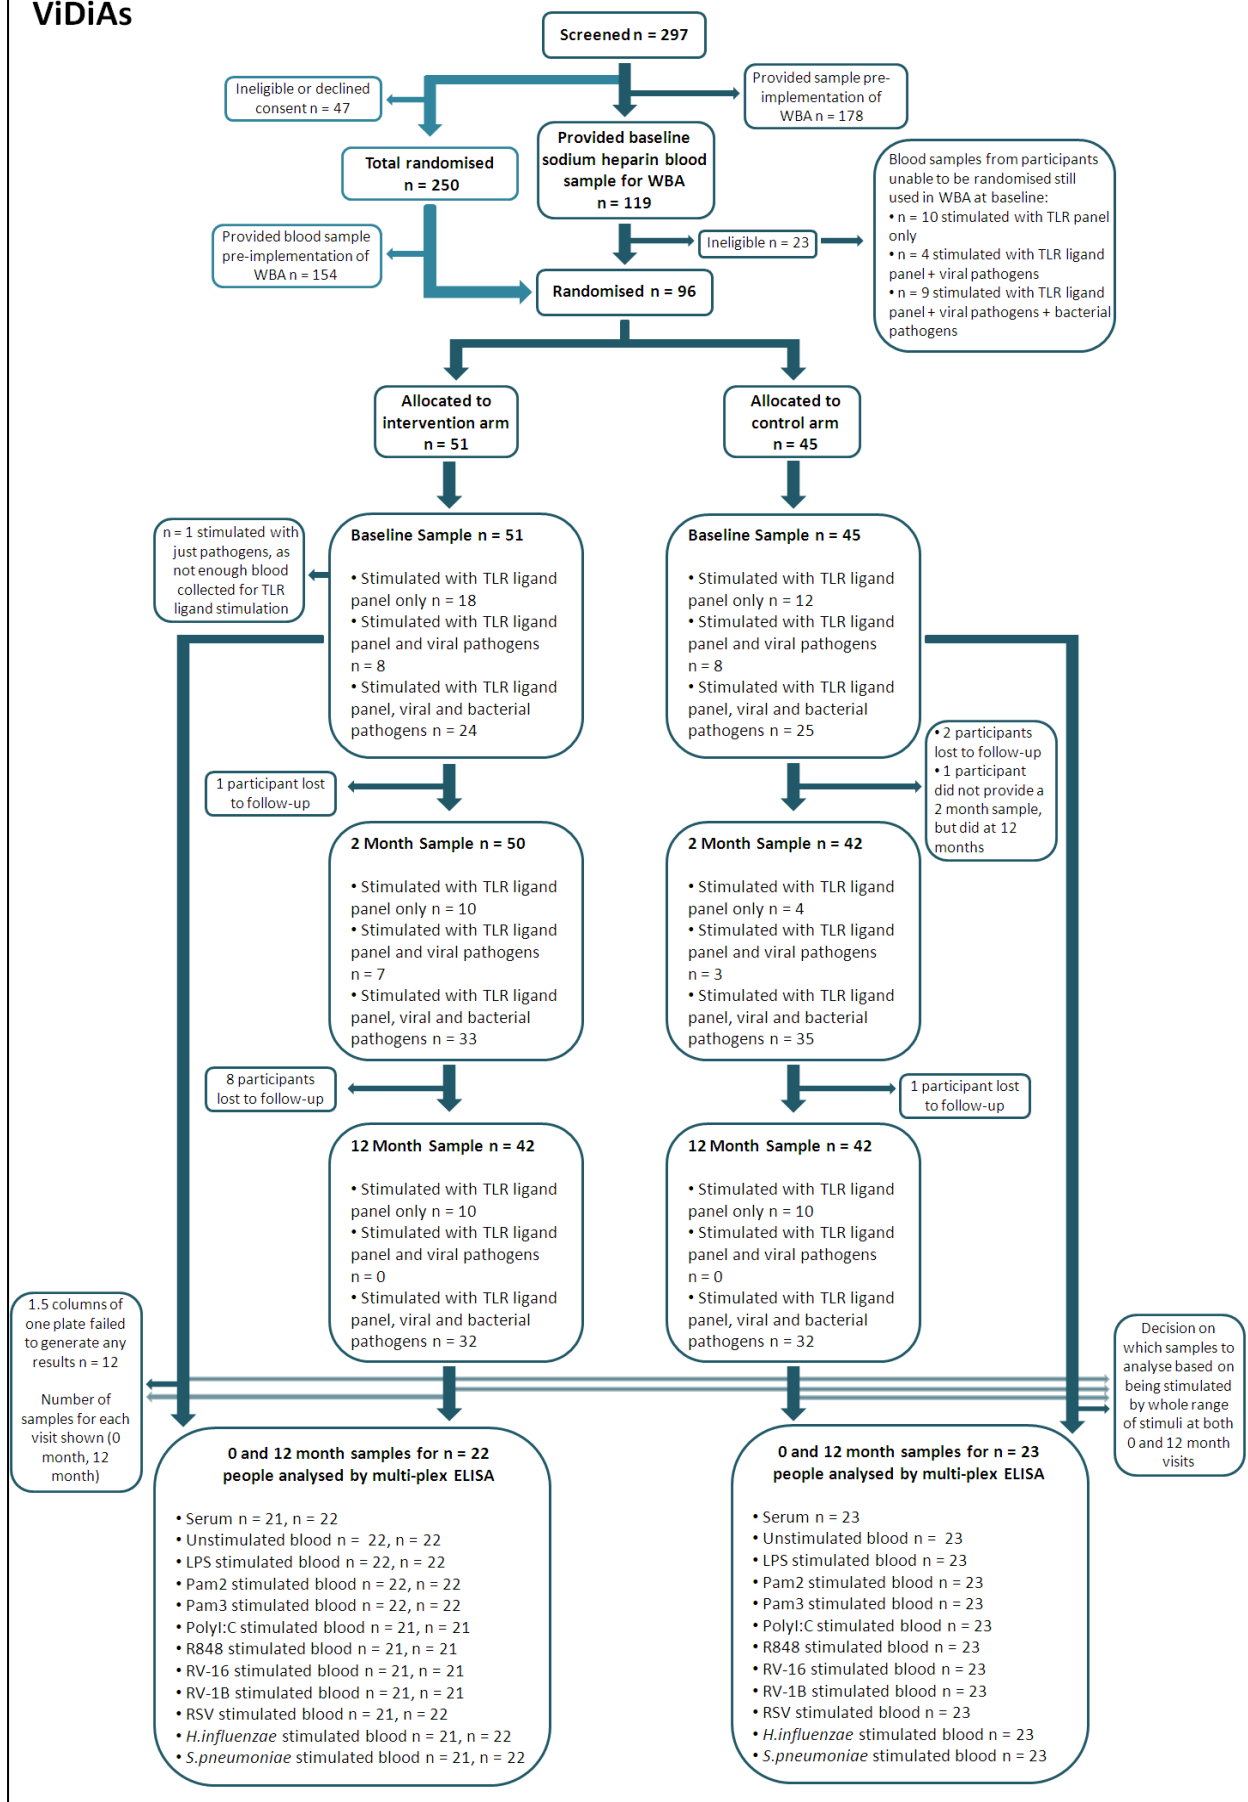 ViDiAs
Screened n = 297
Ineligible or declined
consent n = 47
Provided sample pre-
implementation of
WBA n = 178
Total randomised
n = 250
Provided baseline
sodium heparin blood
sample for WBA
n = 119
Blood samples from participants
unable to be randomised still
used in WBA at baseline:
• n = 10 stimulated with TLR panel
only
• n = 4 stimulated with TLR ligand
panel + viral pathogens
• n = 9 stimulated with TLR ligand
panel + viral pathogens + bacterial
pathogens
Provided blood sample
pre-implementation of
WBA n = 154
Ineligible n = 23
Randomised n = 96
Allocated to
intervention arm
n = 51
Allocated to
control arm
n = 45
n = 1 stimulated with
just pathogens, as
not enough blood
collected for TLR
ligand stimulation
Baseline Sample n = 51
• Stimulated with TLR ligand
panel only n = 18
• Stimulated with TLR ligand
panel and viral pathogens
n = 8
• Stimulated with TLR ligand
panel, viral and bacterial
pathogens n = 24
Baseline Sample n = 45
• Stimulated with TLR ligand
panel only n = 12
• Stimulated with TLR ligand
panel and viral pathogens
n = 8
• Stimulated with TLR ligand
panel, viral and bacterial
pathogens n = 25
1 participant lost
to follow-up
• 2 participants
lost to follow-up
• 1 participant
did not provide a
2 month sample,
but did at 12
months
2 Month Sample n = 50
• Stimulated with TLR ligand
panel only n = 10
• Stimulated with TLR ligand
panel and viral pathogens
n = 7
• Stimulated with TLR ligand
panel, viral and bacterial
pathogens n = 33
2 Month Sample n = 42
• Stimulated with TLR ligand
panel only n = 4
• Stimulated with TLR ligand
panel and viral pathogens
n = 3
• Stimulated with TLR ligand
panel, viral and bacterial
pathogens n = 35
8 participants
lost to follow-up
1 participant lost
to follow-up
12 Month Sample n = 42
• Stimulated with TLR ligand
panel only n = 10
• Stimulated with TLR ligand
panel and viral pathogens
n = 0
• Stimulated with TLR ligand
panel, viral and bacterial
pathogens n = 32
12 Month Sample n = 42
• Stimulated with TLR ligand
panel only n = 10
• Stimulated with TLR ligand
panel and viral pathogens
n = 0
• Stimulated with TLR ligand
panel, viral and bacterial
pathogens n = 32
1.5 columns of
one plate failed
to generate any
results n = 12
Number of
samples for each
visit shown (0
month, 12
month)
Decision on
which samples to
analyse based on
being stimulated
by whole range
of stimuli at both
0 and 12 month
visits
0 and 12 month samples for n = 22
people analysed by multi-plex ELISA
• Serum n = 21, n = 22
• Unstimulated blood n = 22, n = 22
• LPS stimulated blood n = 22, n = 22
• Pam2 stimulated blood n = 22, n = 22
• Pam3 stimulated blood n = 22, n = 22
• PolyI:C stimulated blood n = 21, n = 21
• R848 stimulated blood n = 21, n = 21
• RV-16 stimulated blood n = 21, n = 21
• RV-1B stimulated blood n = 21, n = 21
• RSV stimulated blood n = 21, n = 22
• H.influenzae stimulated blood n = 21, n = 22
• S.pneumoniae stimulated blood n = 21, n = 22
0 and 12 month samples for n = 23
people analysed by multi-plex ELISA
• Serum n = 23
• Unstimulated blood n = 23
• LPS stimulated blood n = 23
• Pam2 stimulated blood n = 23
• Pam3 stimulated blood n = 23
• PolyI:C stimulated blood n = 23
• R848 stimulated blood n = 23
• RV-16 stimulated blood n = 23
• RV-1B stimulated blood n = 23
• RSV stimulated blood n = 23
• H.influenzae stimulated blood n = 23
• S.pneumoniae stimulated blood n = 23